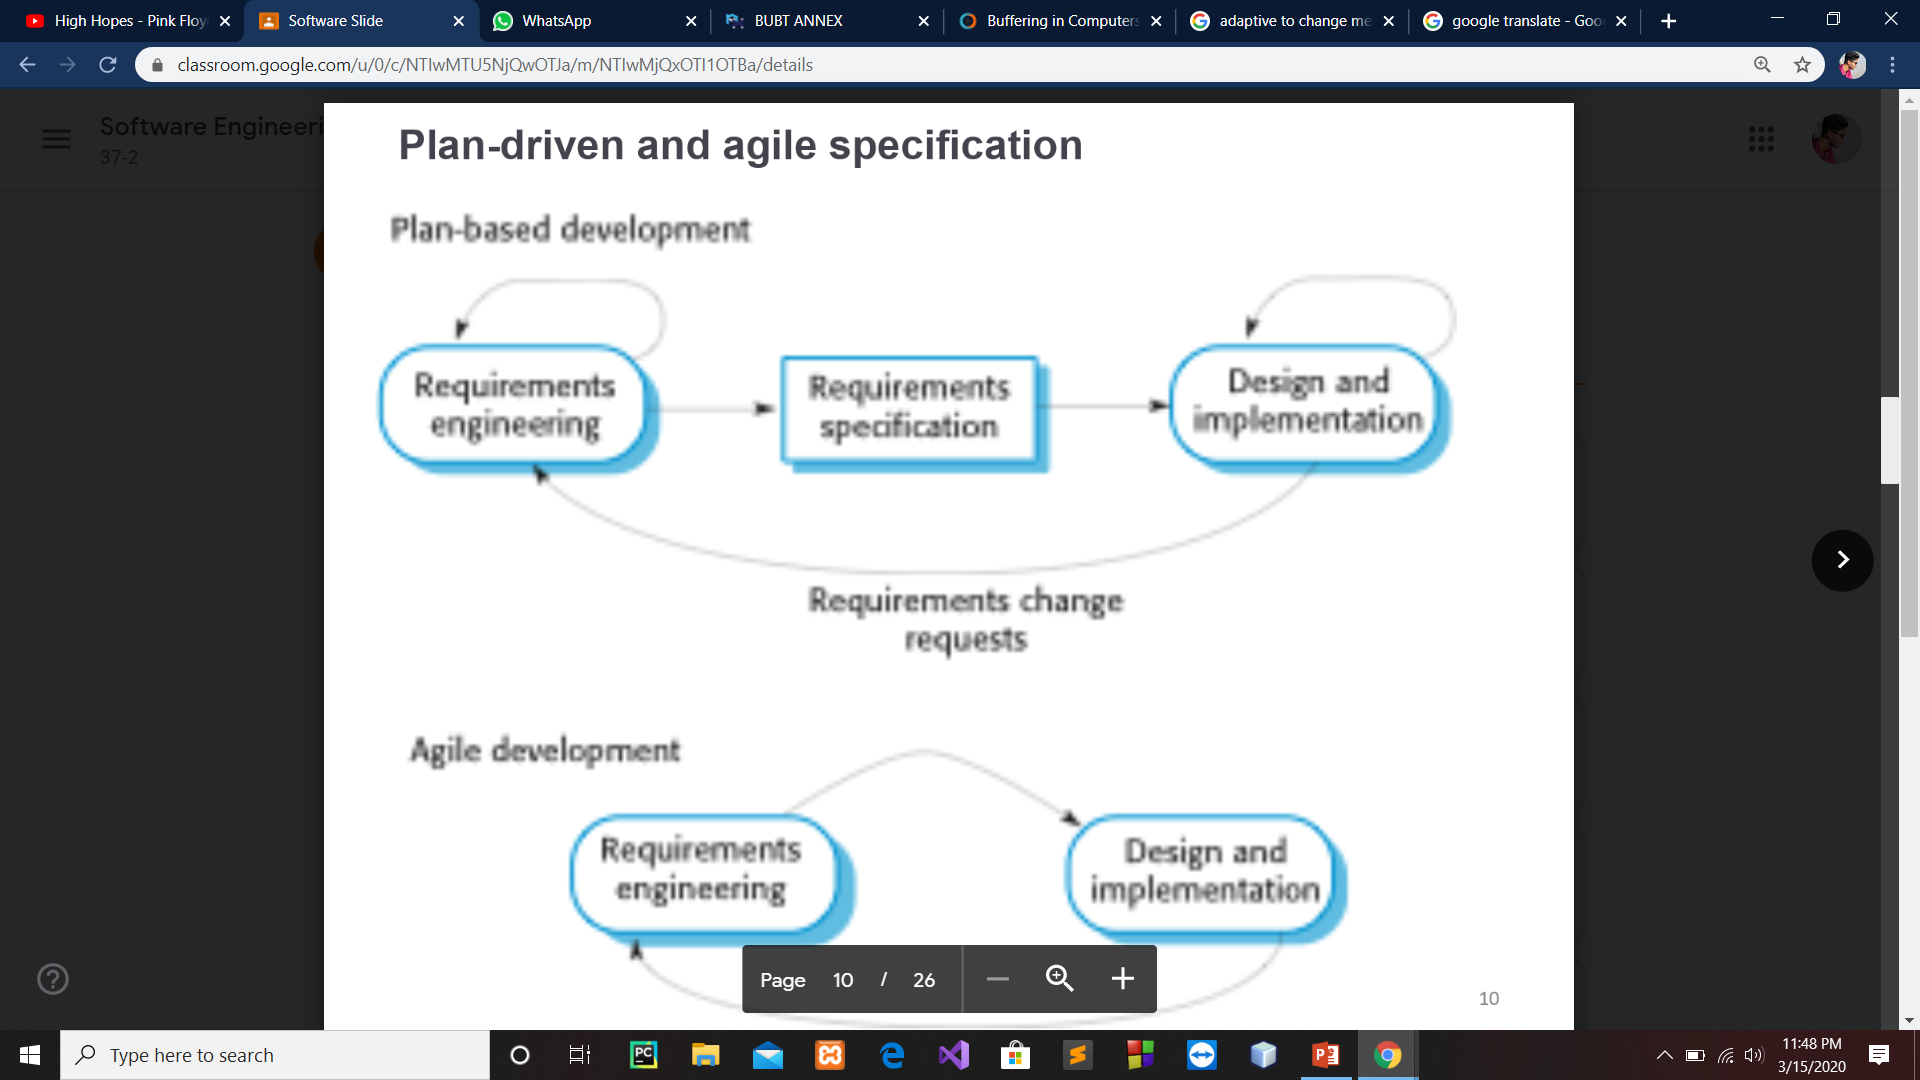 High Hopes - Pink Floy
Software Slide
WhatsApp
BUBT ANNEX
Buffering in Computers
adaptive to change me
google translate - Goo
classroom.google.com/u/0/c/NTIwMTU5NjQwOTJa/m/NTIwMjQxOTI1OTBa/details
Software Engineeri
37-2
Plan-driven and agile specification
Plan-based development
Requirements
engineering
Requirements
specification
Design and
implementation
Requirements change
requests
Agile development
Requirements
engineering
Design and
implementation
Page 10 / 26
10
Type here to search
11:48 PM
3/15/2020